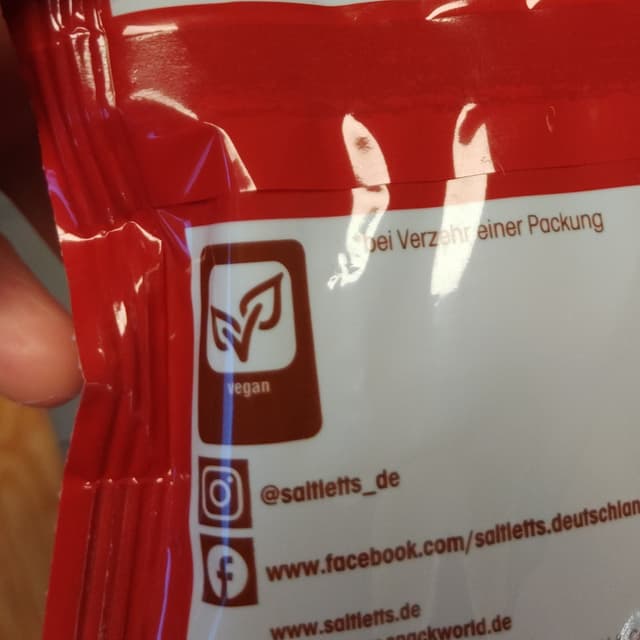 *bei Verzehr einer Packung
vegan
@saltletts_de
www.facebook.com/saltletts.deutschlan
www.saltletts.de